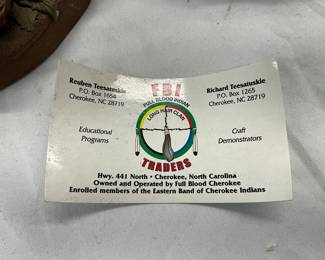 Reuben Teesatuskie
P.O. Box 1654
Cherokee, NC 28719
FBI
FULL BLOOD INDIAN
LONG HAIR CLAN
TRADERS
Richard Teesatuskie
P.O. Box 1265
Cherokee, NC 28719
Educational
Programs
Craft
Demonstrators
Hwy. 441 North • Cherokee, North Carolina
Owned and Operated by Full Blood Cherokee
Enrolled members of the Eastern Band of Cherokee Indians